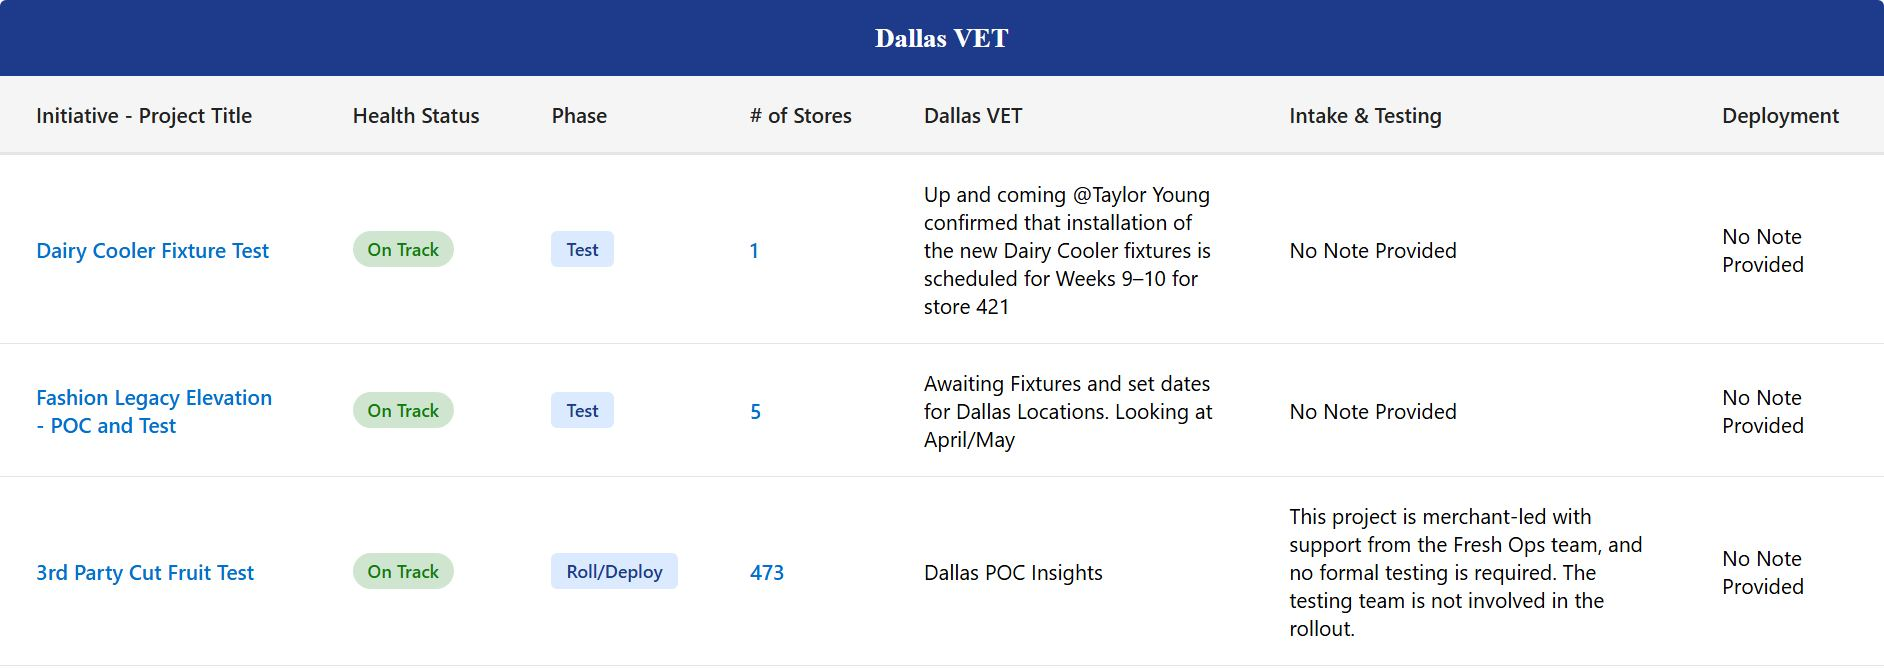 Dallas VET
Initiative - Project Title
Health Status
Phase
# of Stores
Dallas VET
Intake & Testing
Deployment
Dairy Cooler Fixture Test
On Track
Test
1
Up and coming @Taylor Young
confirmed that installation of
the new Dairy Cooler fixtures is
scheduled for Weeks 9–10 for
store 421
No Note Provided
No Note
Provided
Fashion Legacy Elevation
- POC and Test
On Track
Test
5
Awaiting Fixtures and set dates
for Dallas Locations. Looking at
April/May
No Note Provided
No Note
Provided
3rd Party Cut Fruit Test
On Track
Roll/Deploy
473
Dallas POC Insights
This project is merchant-led with
support from the Fresh Ops team, and
no formal testing is required. The
testing team is not involved in the
rollout.
No Note
Provided